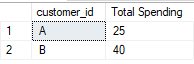 customer_id Total Spending
1 A 25
2 B 40